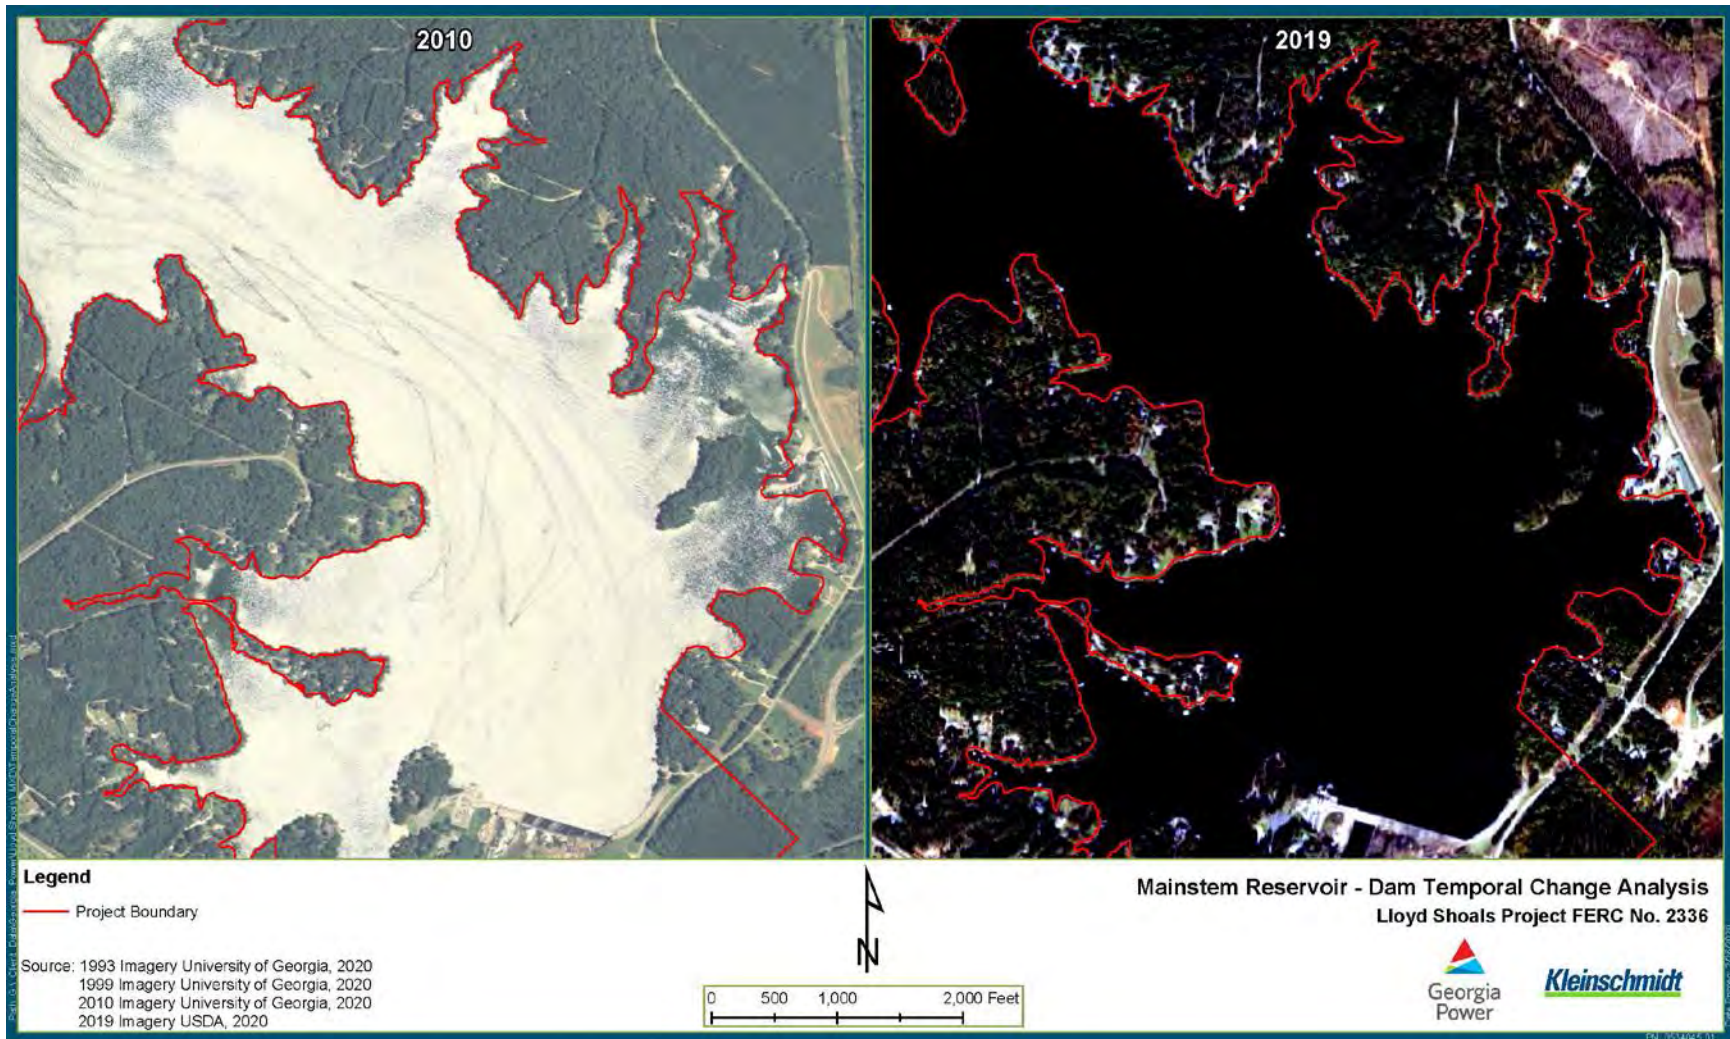 2010
2019
Legend
Project Boundary
Source: 1993 Imagery University of Georgia, 2020
1999 Imagery University of Georgia, 2020
2010 Imagery University of Georgia, 2020
2019 Imagery USDA, 2020
N
0 500 1,000 2,000 Feet
Mainstem Reservoir - Dam Temporal Change Analysis
Lloyd Shoals Project FERC No. 2336
Georgia
Power
Kleinschmidt